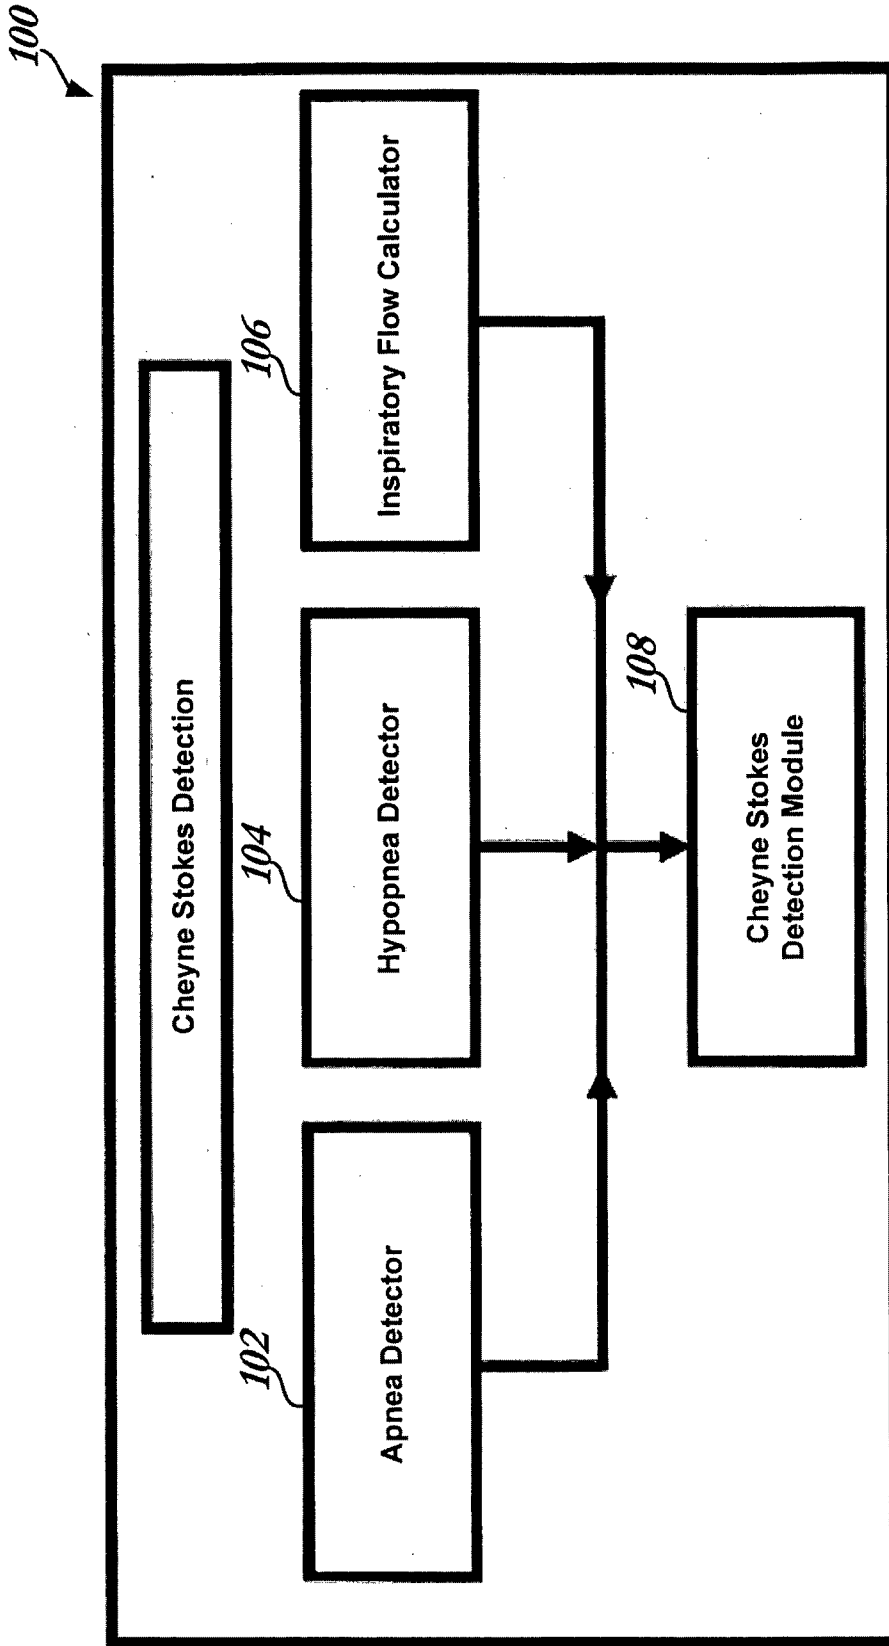 100
Cheyne Stokes Detection
102
Apnea Detector
104
Hypopnea Detector
106
Inspiratory Flow Calculator
108
Cheyne Stokes
Detection Module